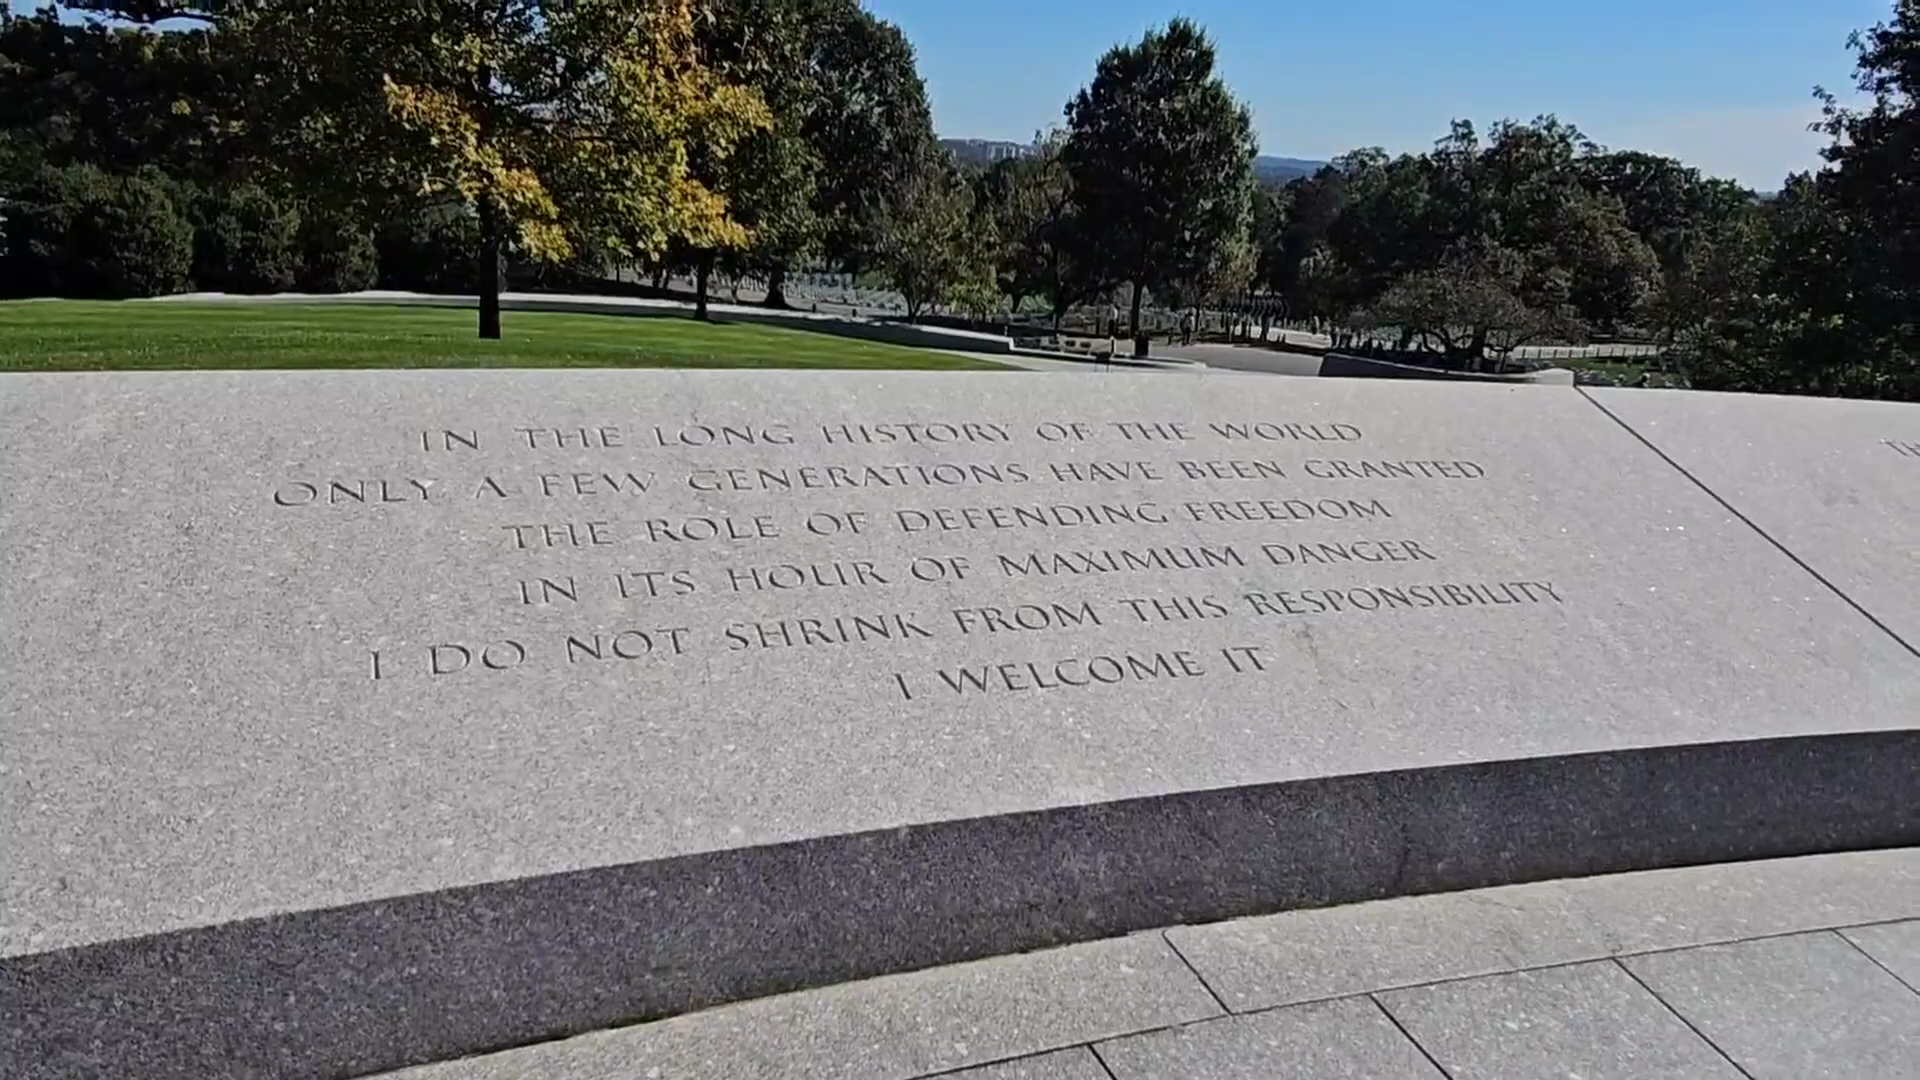 IN THE LONG HISTORY OF THE WORLD
ONLY A FEW GENERATIONS HAVE BEEN GRANTED
THE ROLE OF DEFENDING FREEDOM
IN ITS HOUR OF MAXIMUM DANGER
I DO NOT SHRINK FROM THIS RESPONSIBILITY
I WELCOME IT